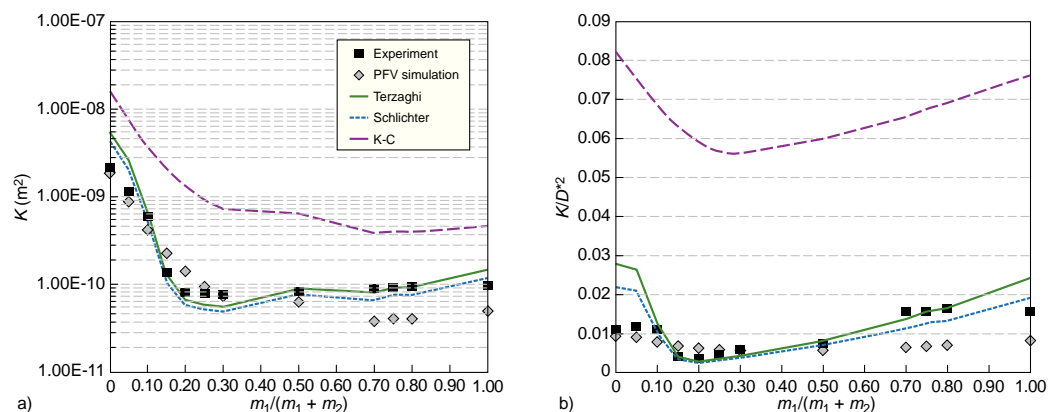 1.00E-07
1.00E-08
1.00E-09
1.00E-10
1.00E-11
K (m²)
Experiment
PFV simulation
Terzaghi
Schlichter
K-C
0 0.10 0.20 0.30 0.40 0.50 0.60 0.70 0.80 1.00
m₁/(m₁ + m₂)
a)
0.09
0.08
0.07
0.06
0.05
0.04
0.03
0.02
0.01
0
K/D*²
0 0.10 0.20 0.30 0.40 0.50 0.60 0.70 0.80 1.00
m₁/(m₁ + m₂)
b)